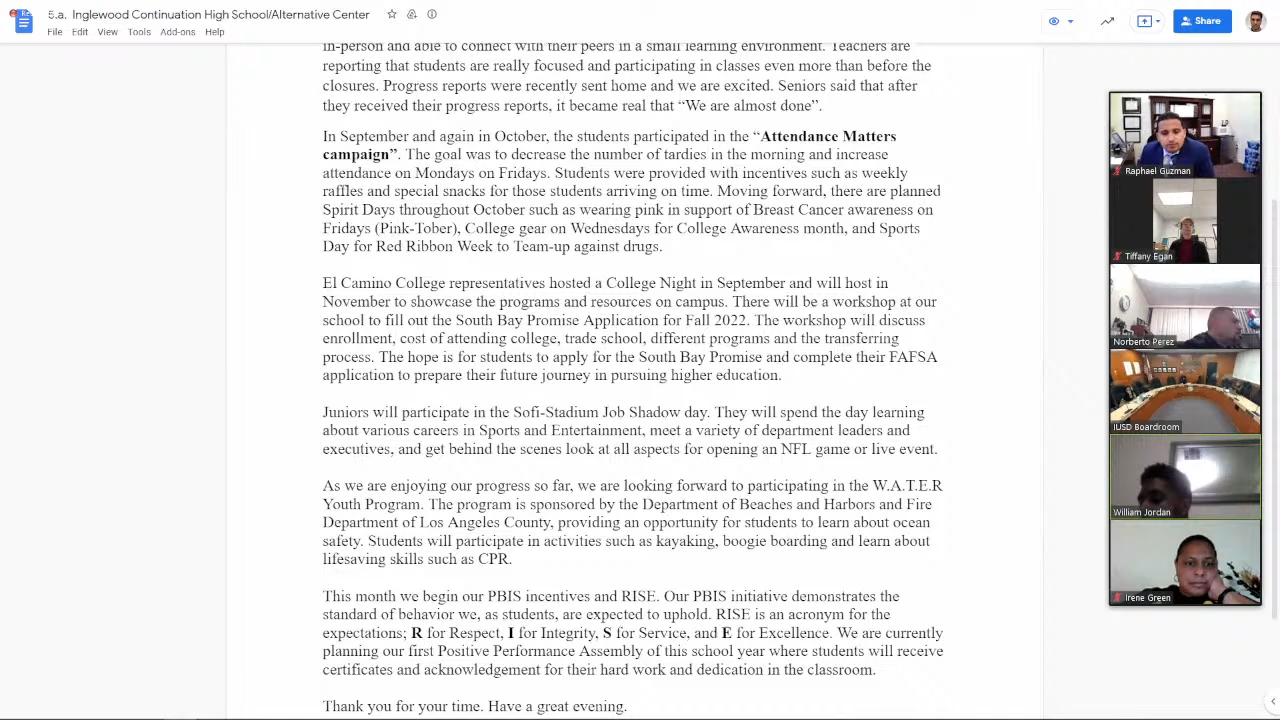 5.a. Inglewood Continuation High School/Alternative Center
File Edit View Tools Add-ons Help
Share
in-person and able to connect with their peers in a small learning environment. Teachers are
reporting that students are really focused and participating in classes even more than before the
closures. Progress reports were recently sent home and we are excited. Seniors said that after
they received their progress reports, it became real that “We are almost done”.
In September and again in October, the students participated in the “Attendance Matters
campaign”. The goal was to decrease the number of tardies in the morning and increase
attendance on Mondays on Fridays. Students were provided with incentives such as weekly
raffles and special snacks for those students arriving on time. Moving forward, there are planned
Spirit Days throughout October such as wearing pink in support of Breast Cancer awareness on
Fridays (Pink-Tober), College gear on Wednesdays for College Awareness month, and Sports
Day for Red Ribbon Week to Team-up against drugs.
El Camino College representatives hosted a College Night in September and will host in
November to showcase the programs and resources on campus. There will be a workshop at our
school to fill out the South Bay Promise Application for Fall 2022. The workshop will discuss
enrollment, cost of attending college, trade school, different programs and the transferring
process. The hope is for students to apply for the South Bay Promise and complete their FAFSA
application to prepare their future journey in pursuing higher education.
Juniors will participate in the Sofi-Stadium Job Shadow day. They will spend the day learning
about various careers in Sports and Entertainment, meet a variety of department leaders and
executives, and get behind the scenes look at all aspects for opening an NFL game or live event.
As we are enjoying our progress so far, we are looking forward to participating in the W.A.T.E.R
Youth Program. The program is sponsored by the Department of Beaches and Harbors and Fire
Department of Los Angeles County, providing an opportunity for students to learn about ocean
safety. Students will participate in activities such as kayaking, boogie boarding and learn about
lifesaving skills such as CPR.
This month we begin our PBIS incentives and RISE. Our PBIS initiative demonstrates the
standard of behavior we, as students, are expected to uphold. RISE is an acronym for the
expectations; R for Respect, I for Integrity, S for Service, and E for Excellence. We are currently
planning our first Positive Performance Assembly of this school year where students will receive
certificates and acknowledgement for their hard work and dedication in the classroom.
Thank you for your time. Have a great evening.
Raphael Guzman
Tiffany Egan
Norberto Perez
IUSD Boardroom
William Jordan
Irene Green